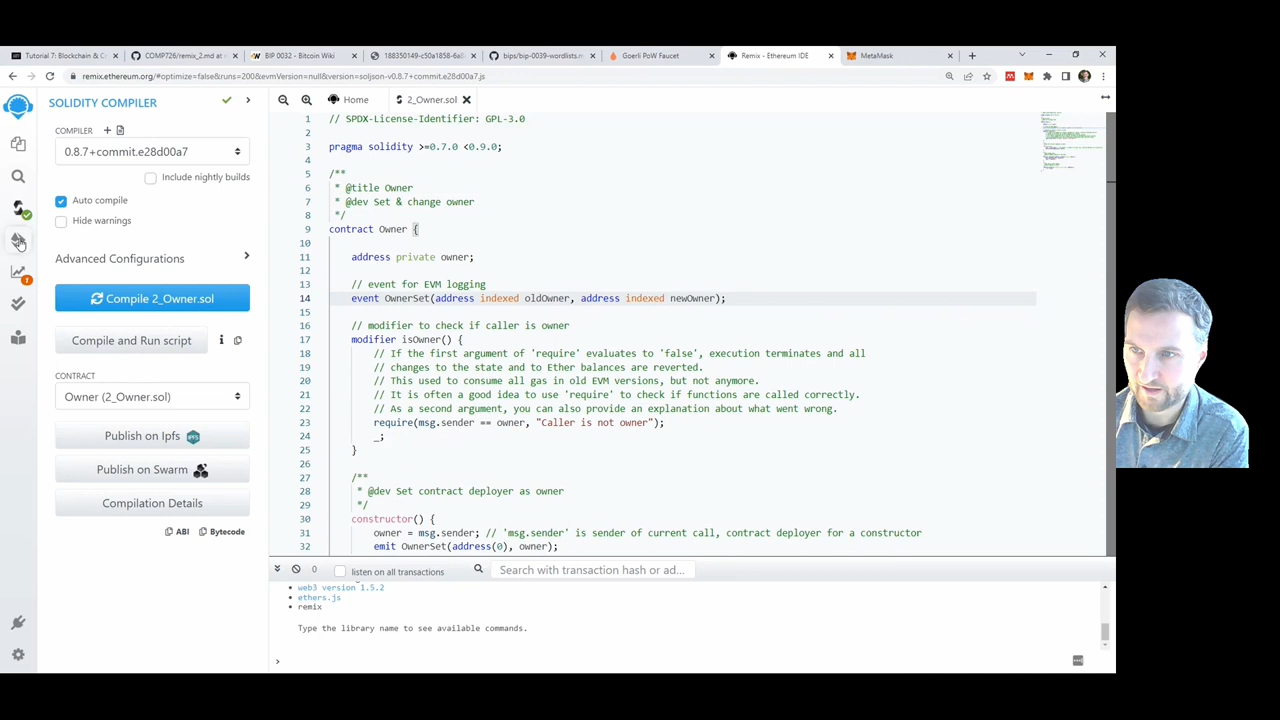 Tutorial 7: Blockchain & C
COMP726/remix_2.md at
BIP 0032 - Bitcoin Wiki
188350149-c50a1858-6a8
bips/bip-0039-wordlists.m
Goerli PoW Faucet
Remix - Ethereum IDE
MetaMask
remix.ethereum.org/#optimize=false&runs=200&evmVersion=null&version=soljson-v0.8.7+commit.e28d00a7.js
SOLIDITY COMPILER
COMPILER
0.8.7+commit.e28d00a7
Include nightly builds
Auto compile
Hide warnings
Advanced Configurations
Compile 2_Owner.sol
Compile and Run script
CONTRACT
Owner (2_Owner.sol)
Publish on Ipfs
Publish on Swarm
Compilation Details
ABI
Bytecode
1
Home
2_Owner.sol
1 // SPDX-License-Identifier: GPL-3.0
2
3 pragma solidity >=0.7.0 <0.9.0;
4
5 /**
6 * @title Owner
7 * @dev Set & change owner
8 */
9 contract Owner {
10
11 address private owner;
12
13 // event for EVM logging
14 event OwnerSet(address indexed oldOwner, address indexed newOwner);
15
16 // modifier to check if caller is owner
17 modifier isOwner() {
18 // If the first argument of 'require' evaluates to 'false', execution terminates and all
19 // changes to the state and to Ether balances are reverted.
20 // This used to consume all gas in old EVM versions, but not anymore.
21 // It is often a good idea to use 'require' to check if functions are called correctly.
22 // As a second argument, you can also provide an explanation about what went wrong.
23 require(msg.sender == owner, "Caller is not owner");
24 _;
25 }
26
27 /**
28 * @dev Set contract deployer as owner
29 */
30 constructor() {
31 owner = msg.sender; // 'msg.sender' is sender of current call, contract deployer for a constructor
32 emit OwnerSet(address(0), owner);
0
listen on all transactions
Search with transaction hash or ad...
web3 version 1.5.2
ethers.js
remix
Type the library name to see available commands.
>